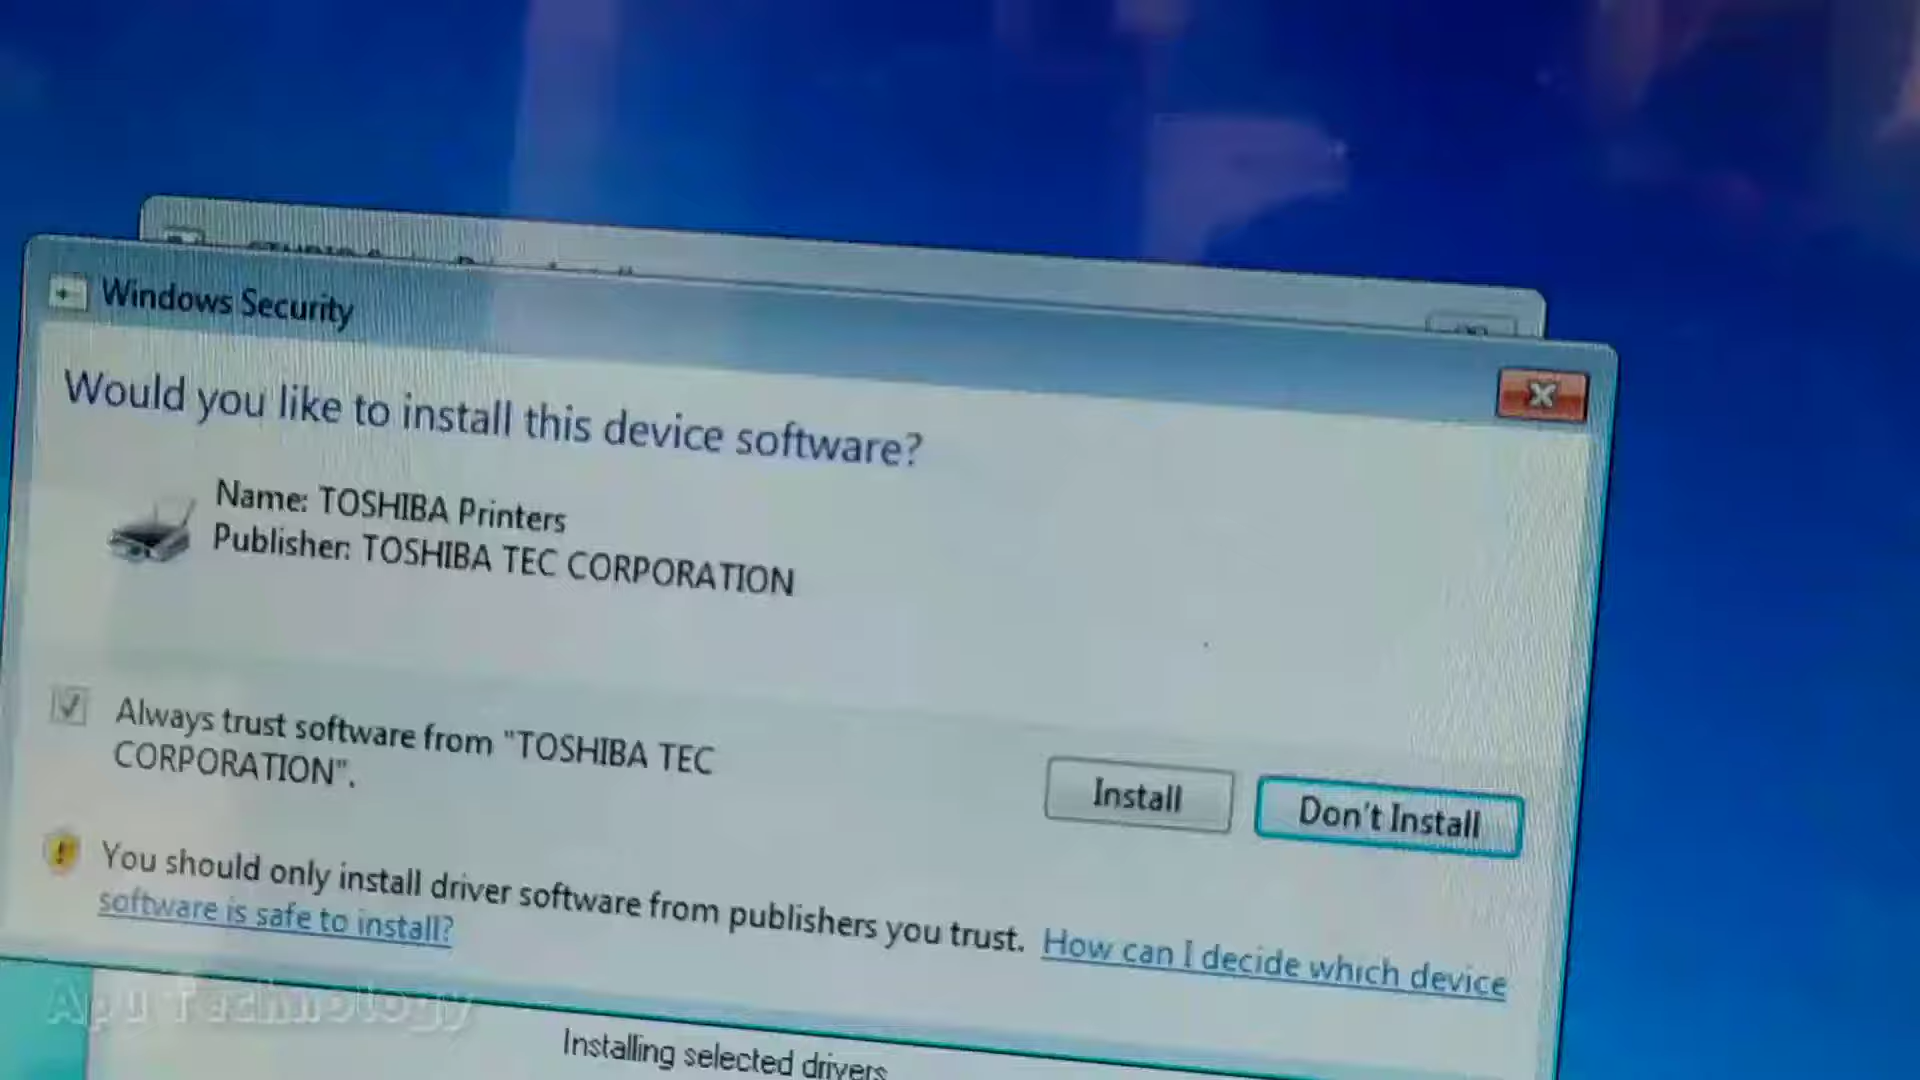 Windows Security
Would you like to install this device software?
Name: TOSHIBA Printers
Publisher: TOSHIBA TEC CORPORATION
Always trust software from "TOSHIBA TEC
CORPORATION".
Install
Don't Install
You should only install driver software from publishers you trust. How can I decide which device
software is safe to install?
Apu Technology
Installing selected drivers